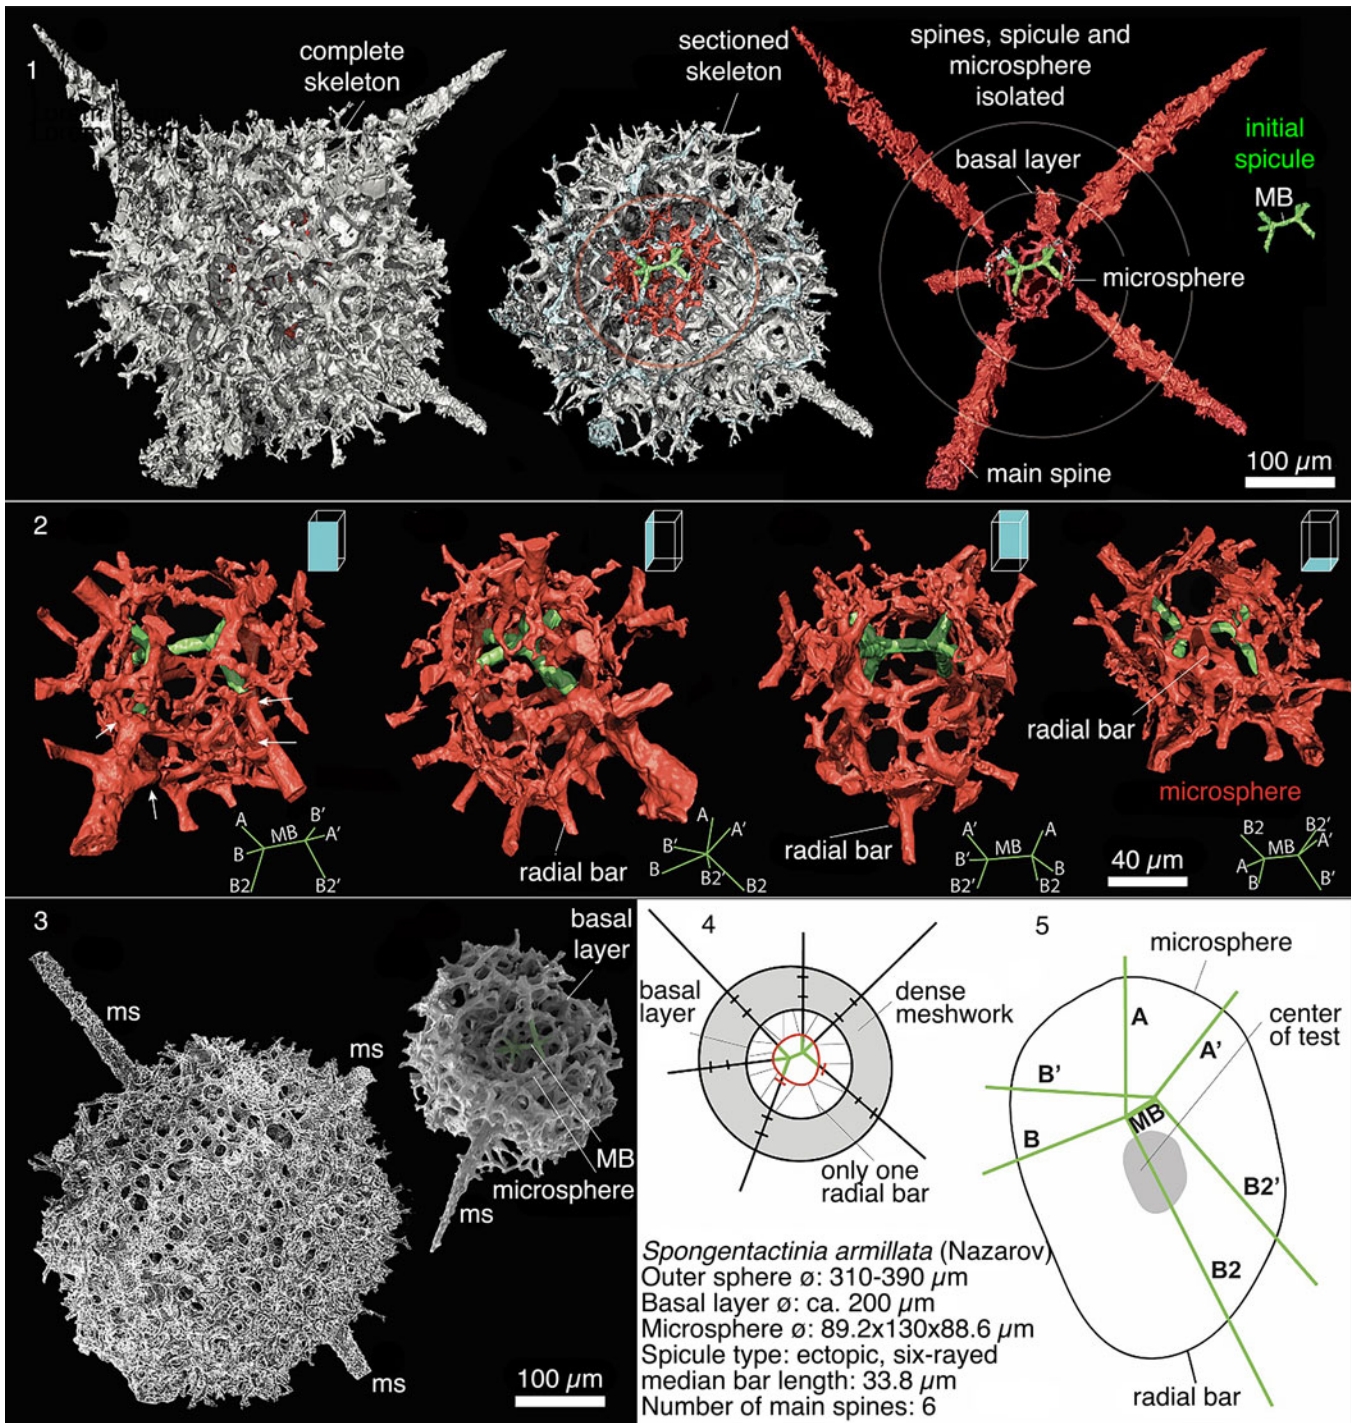 1
complete
skeleton
sectioned
skeleton
spines, spicule and
microsphere
isolated
initial
spicule
MB
basal layer
microsphere
main spine
100 µm
2
A
B
MB
B'
A'
B2
B2'
radial bar
A
A'
B'
B
B2'
B2
radial bar
A'
B'
MB
A
B
B2'
B2
radial bar
microsphere
40 µm
B2
B2'
A'
MB
A
B
B'
3
ms
ms
ms
basal
layer
MB
microsphere
ms
100 µm
4
basal
layer
dense
meshwork
only one
radial bar
Spongentactinia armillata (Nazarov)
Outer sphere ø: 310-390 µm
Basal layer ø: ca. 200 µm
Microsphere ø: 89.2x130x88.6 µm
Spicule type: ectopic, six-rayed
median bar length: 33.8 µm
Number of main spines: 6
5
microsphere
center
of test
A
A'
B'
MB
B
B2'
B2
radial bar